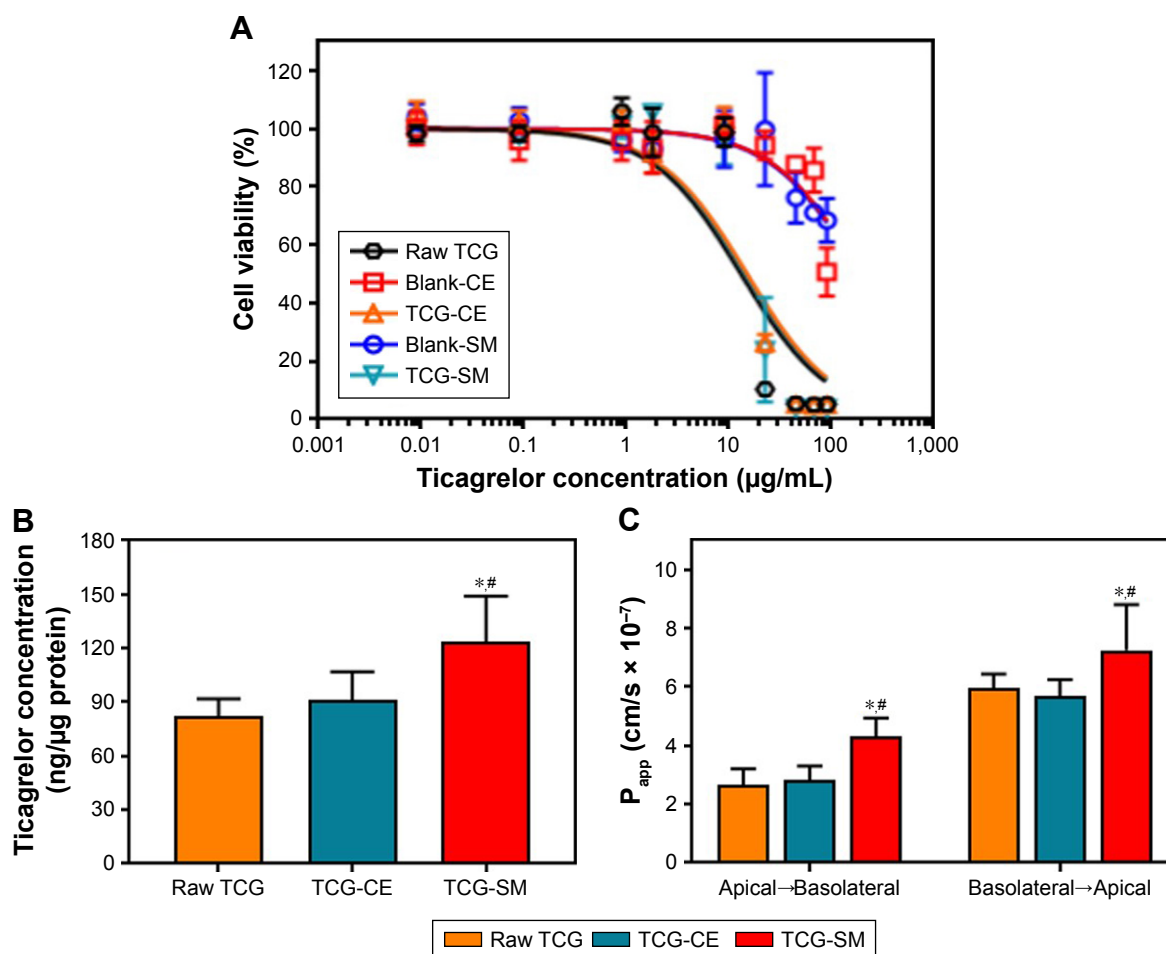 A
Cell viability (%)
120
100
80
60
40
20
0
Raw TCG
Blank-CE
TCG-CE
Blank-SM
TCG-SM
0.001 0.01 0.1 1 10 100 1,000
Ticagrelor concentration (µg/mL)
B
Ticagrelor concentration
(ng/µg protein)
180
150
120
90
60
30
0
*,#
Raw TCG TCG-CE TCG-SM
C
Papp (cm/s × 10⁻⁷)
10
8
6
4
2
0
*,#
*,#
Apical→Basolateral Basolateral→Apical
Raw TCG TCG-CE TCG-SM